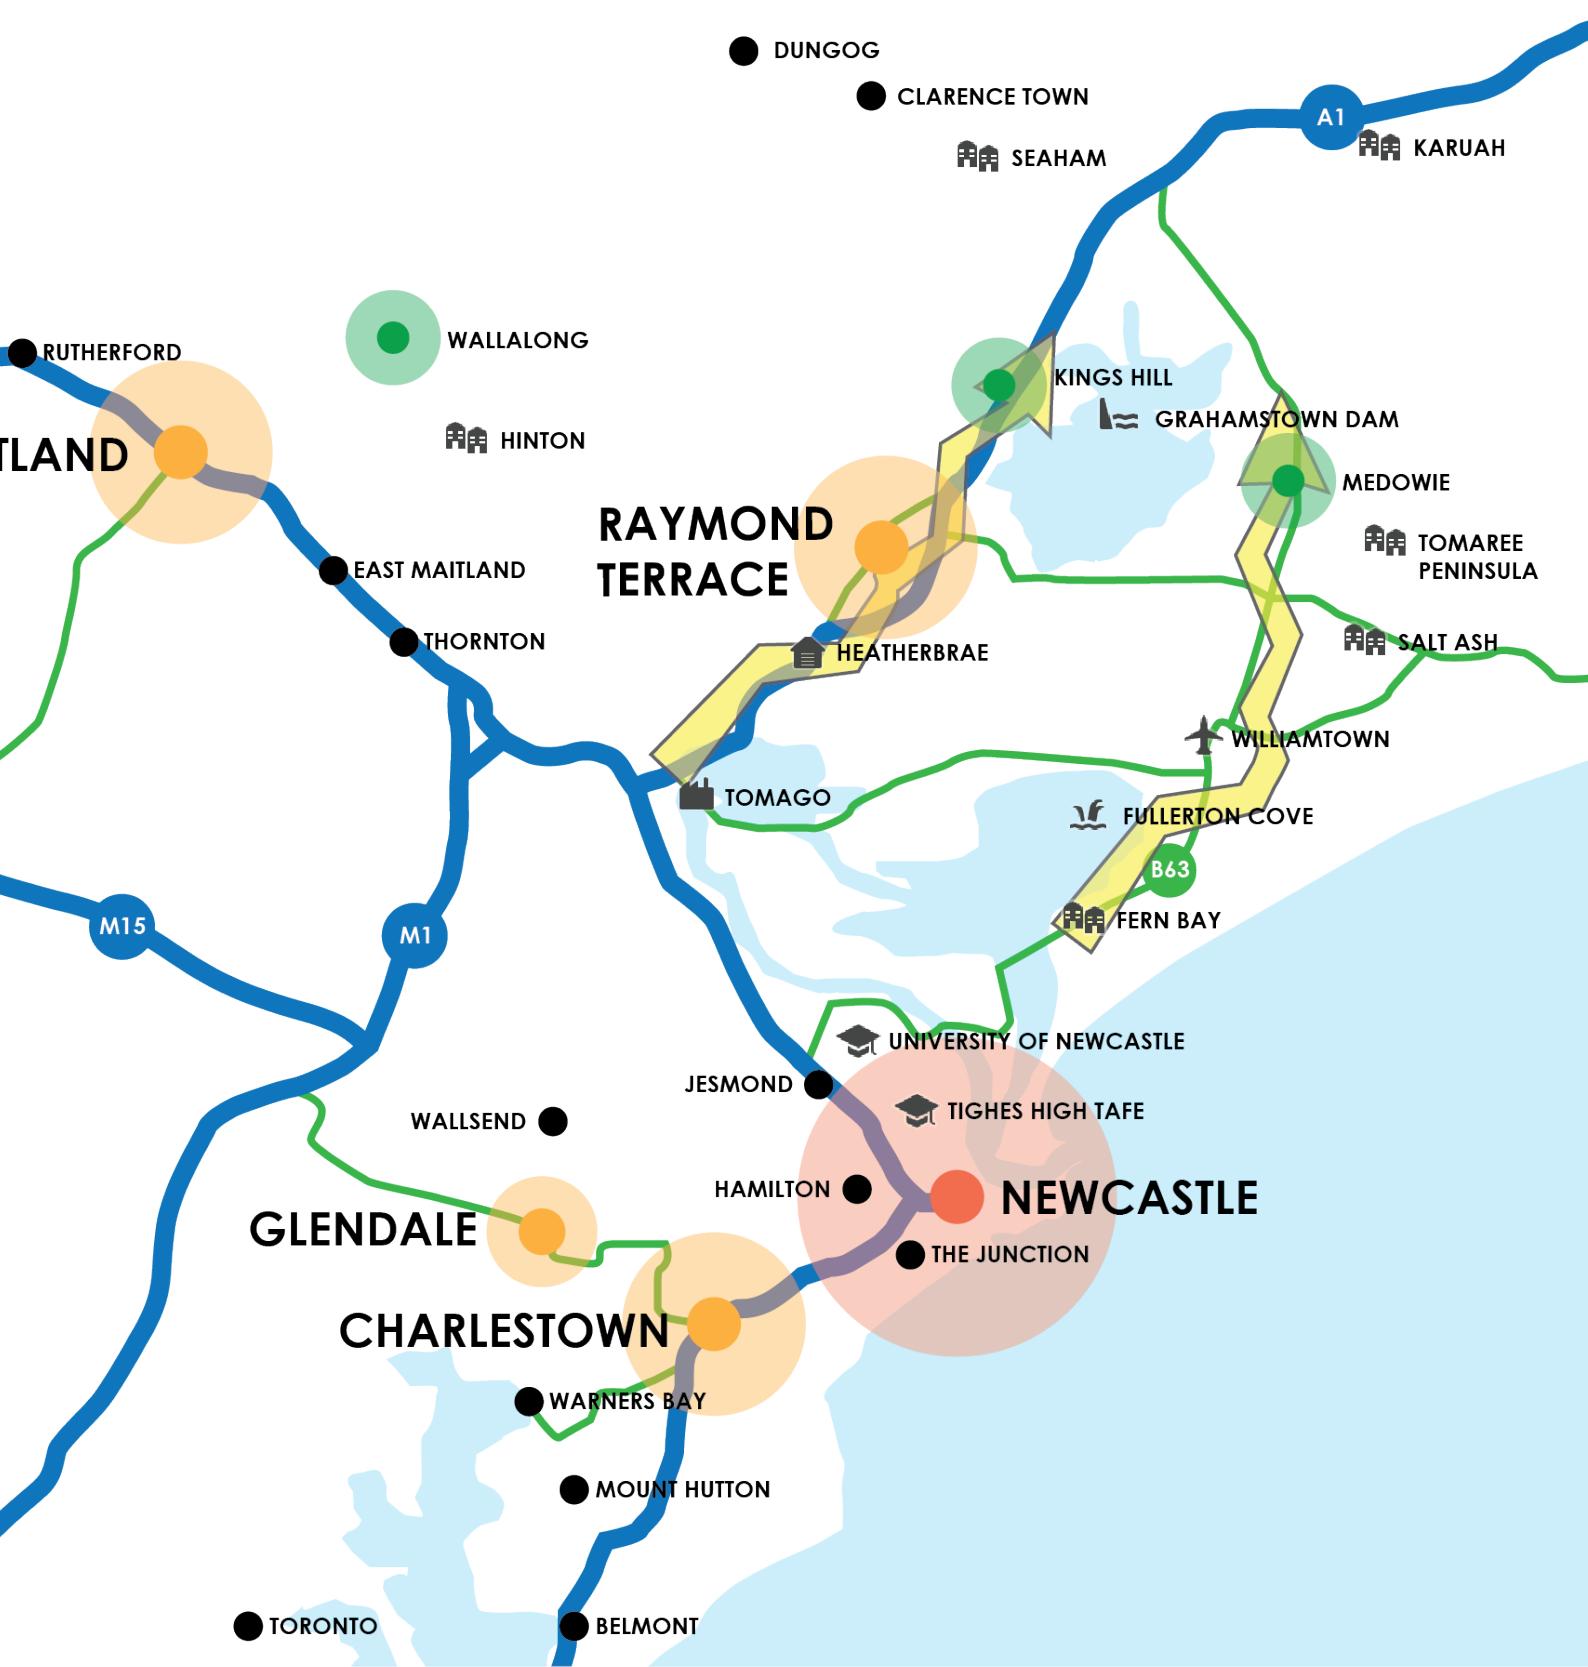 DUNGOG
CLARENCE TOWN
A1
KARUAH
SEAHAM
WALLALONG
RUTHERFORD
KINGS HILL
GRAHAMSTOWN DAM
HINTON
TLAND
MEDOWIE
RAYMOND
TERRACE
TOMAREE
PENINSULA
EAST MAITLAND
THORNTON
SALT ASH
HEATHERBRAE
WILLIAMTOWN
TOMAGO
FULLERTON COVE
B63
FERN BAY
M15
M1
UNIVERSITY OF NEWCASTLE
JESMOND
TIGHES HIGH TAFE
WALLSEND
HAMILTON
NEWCASTLE
GLENDALE
THE JUNCTION
CHARLESTOWN
WARNERS BAY
MOUNT HUTTON
TORONTO
BELMONT